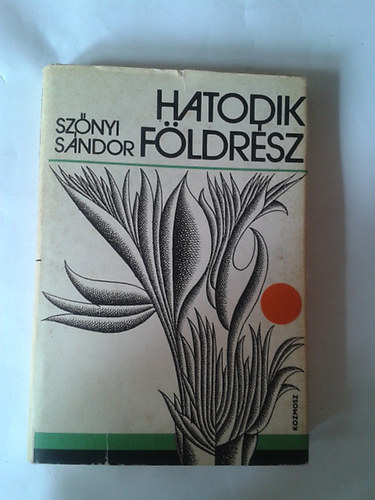 HATODIK
SZŐNYI
SÁNDOR
FÖLDRÉSZ
KOZMOSZ